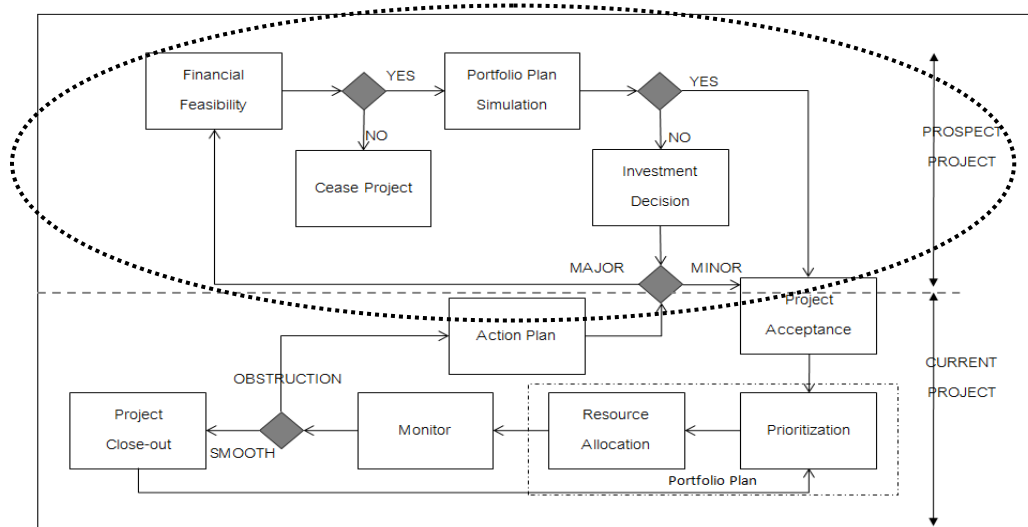 Financial
Feasibility
YES
Portfolio Plan
Simulation
YES
NO
NO
PROSPECT
PROJECT
Cease Project
Investment
Decision
MAJOR
MINOR
Project
Acceptance
Action Plan
CURRENT
PROJECT
OBSTRUCTION
Project
Close-out
SMOOTH
Monitor
Resource
Allocation
Prioritization
Portfolio Plan